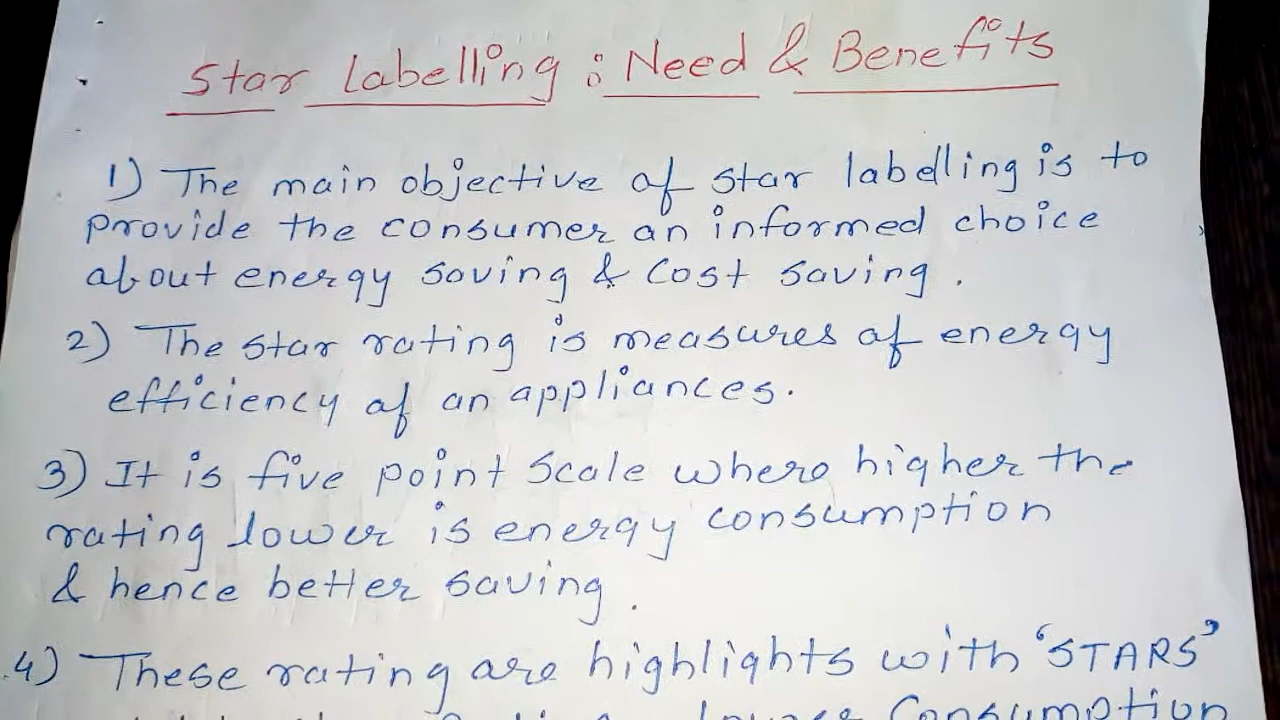 Star labelling : Need & Benefits
1) The main objective of star labelling is to
provide the consumer an informed choice
about energy saving & Cost saving .
2) The star rating is measures of energy
efficiency of an appliances.
3) It is five point Scale where higher the
rating lower is energy consumption
& hence better saving .
4) These rating are highlights with 'STARS'
Consumption